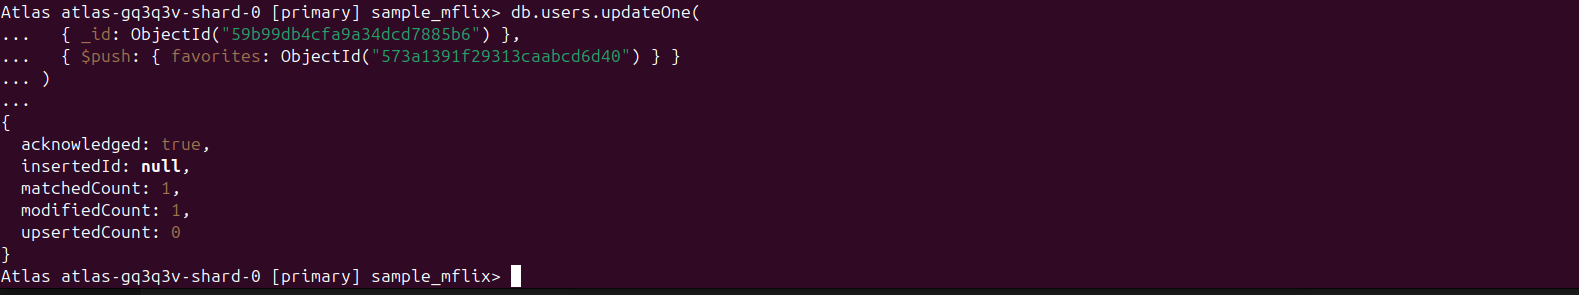 Atlas atlas-gq3q3v-shard-0 [primary] sample_mflix> db.users.updateOne(
...   { _id: ObjectId("59b99db4cfa9a34dcd7885b6") },
...   { $push: { favorites: ObjectId("573a1391f29313caabcd6d40") } }
... )
...
{
  acknowledged: true,
  insertedId: null,
  matchedCount: 1,
  modifiedCount: 1,
  upsertedCount: 0
}
Atlas atlas-gq3q3v-shard-0 [primary] sample_mflix>